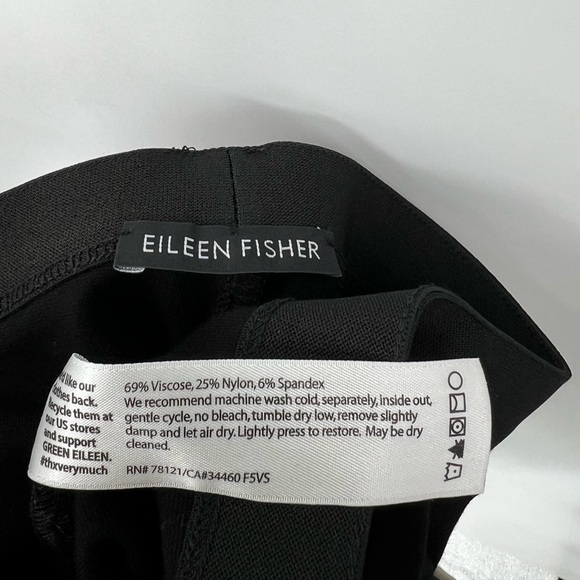 EILEEN FISHER
like our
clothes back.
recycle them at
our US stores
and support
GREEN EILEEN.
#thxverymuch
69% Viscose, 25% Nylon, 6% Spandex
We recommend machine wash cold, separately, inside out,
gentle cycle, no bleach, tumble dry low, remove slightly
damp and let air dry. Lightly press to restore. May be dry
cleaned.
RN# 78121/CA#34460 F5VS